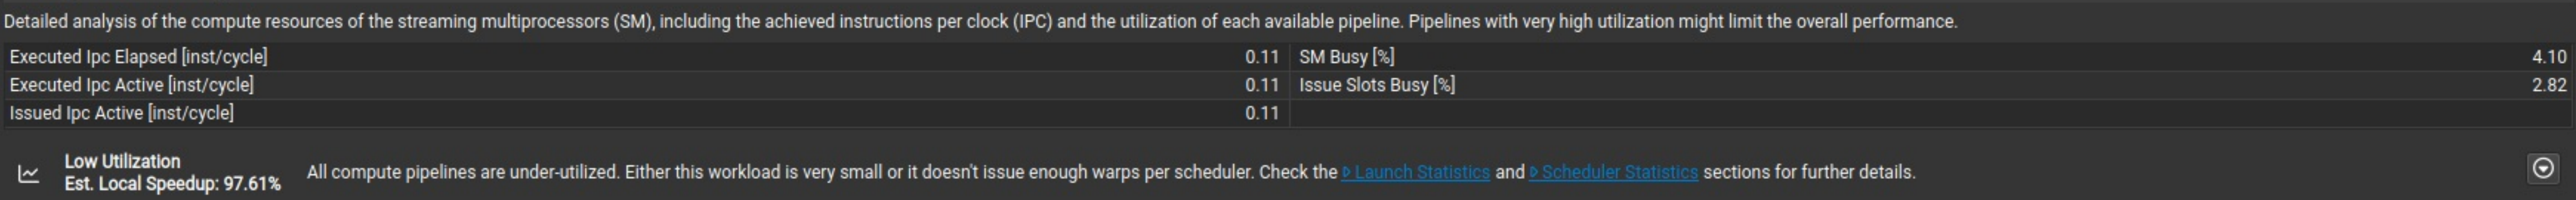 Detailed analysis of the compute resources of the streaming multiprocessors (SM), including the achieved instructions per clock (IPC) and the utilization of each available pipeline. Pipelines with very high utilization might limit the overall performance.
Executed Ipc Elapsed [inst/cycle] 0.11 SM Busy [%] 4.10
Executed Ipc Active [inst/cycle] 0.11 Issue Slots Busy [%] 2.82
Issued Ipc Active [inst/cycle] 0.11
Low Utilization
Est. Local Speedup: 97.61%
All compute pipelines are under-utilized. Either this workload is very small or it doesn't issue enough warps per scheduler. Check the Launch Statistics and Scheduler Statistics sections for further details.